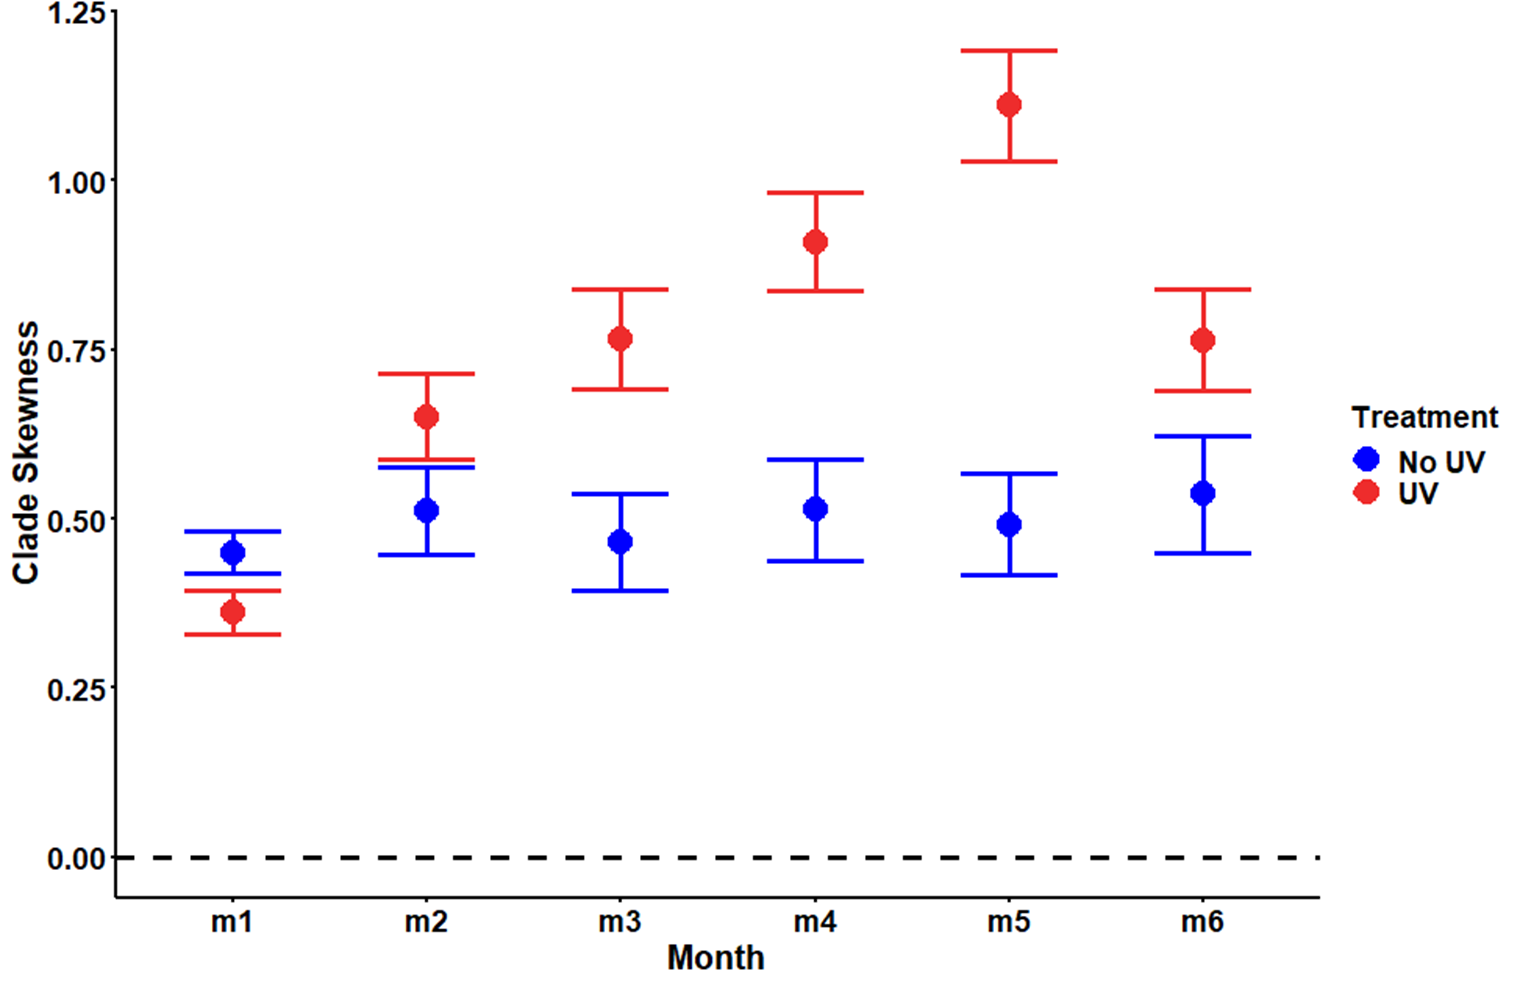 1.25
1.00
0.75
0.50
0.25
0.00
Clade Skewness
m1 m2 m3 m4 m5 m6
Month
Treatment
No UV
UV